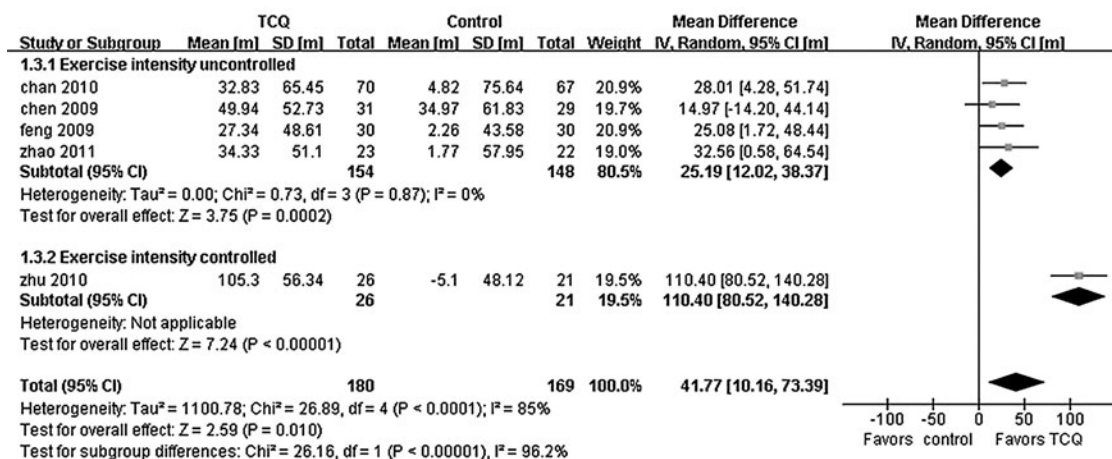 TCQ Control Mean Difference Mean Difference
Study or Subgroup Mean [m] SD [m] Total Mean [m] SD [m] Total Weight IV, Random, 95% CI [m] IV, Random, 95% CI [m]
1.3.1 Exercise intensity uncontrolled
chan 2010 32.83 65.45 70 4.82 75.64 67 20.9% 28.01 [4.28, 51.74]
chen 2009 49.94 52.73 31 34.97 61.83 29 19.7% 14.97 [-14.20, 44.14]
feng 2009 27.34 48.61 30 2.26 43.58 30 20.9% 25.08 [1.72, 48.44]
zhao 2011 34.33 51.1 23 1.77 57.95 22 19.0% 32.56 [0.58, 64.54]
Subtotal (95% CI) 154 148 80.5% 25.19 [12.02, 38.37]
Heterogeneity: Tau² = 0.00; Chi² = 0.73, df = 3 (P = 0.87); I² = 0%
Test for overall effect: Z = 3.75 (P = 0.0002)
1.3.2 Exercise intensity controlled
zhu 2010 105.3 56.34 26 -5.1 48.12 21 19.5% 110.40 [80.52, 140.28]
Subtotal (95% CI) 26 21 19.5% 110.40 [80.52, 140.28]
Heterogeneity: Not applicable
Test for overall effect: Z = 7.24 (P < 0.00001)
Total (95% CI) 180 169 100.0% 41.77 [10.16, 73.39]
Heterogeneity: Tau² = 1100.78; Chi² = 26.89, df = 4 (P < 0.0001); I² = 85%
Test for overall effect: Z = 2.59 (P = 0.010)
Test for subgroup differences: Chi² = 26.16, df = 1 (P < 0.00001), I² = 96.2%
-100 -50 0 50 100
Favors control Favors TCQ